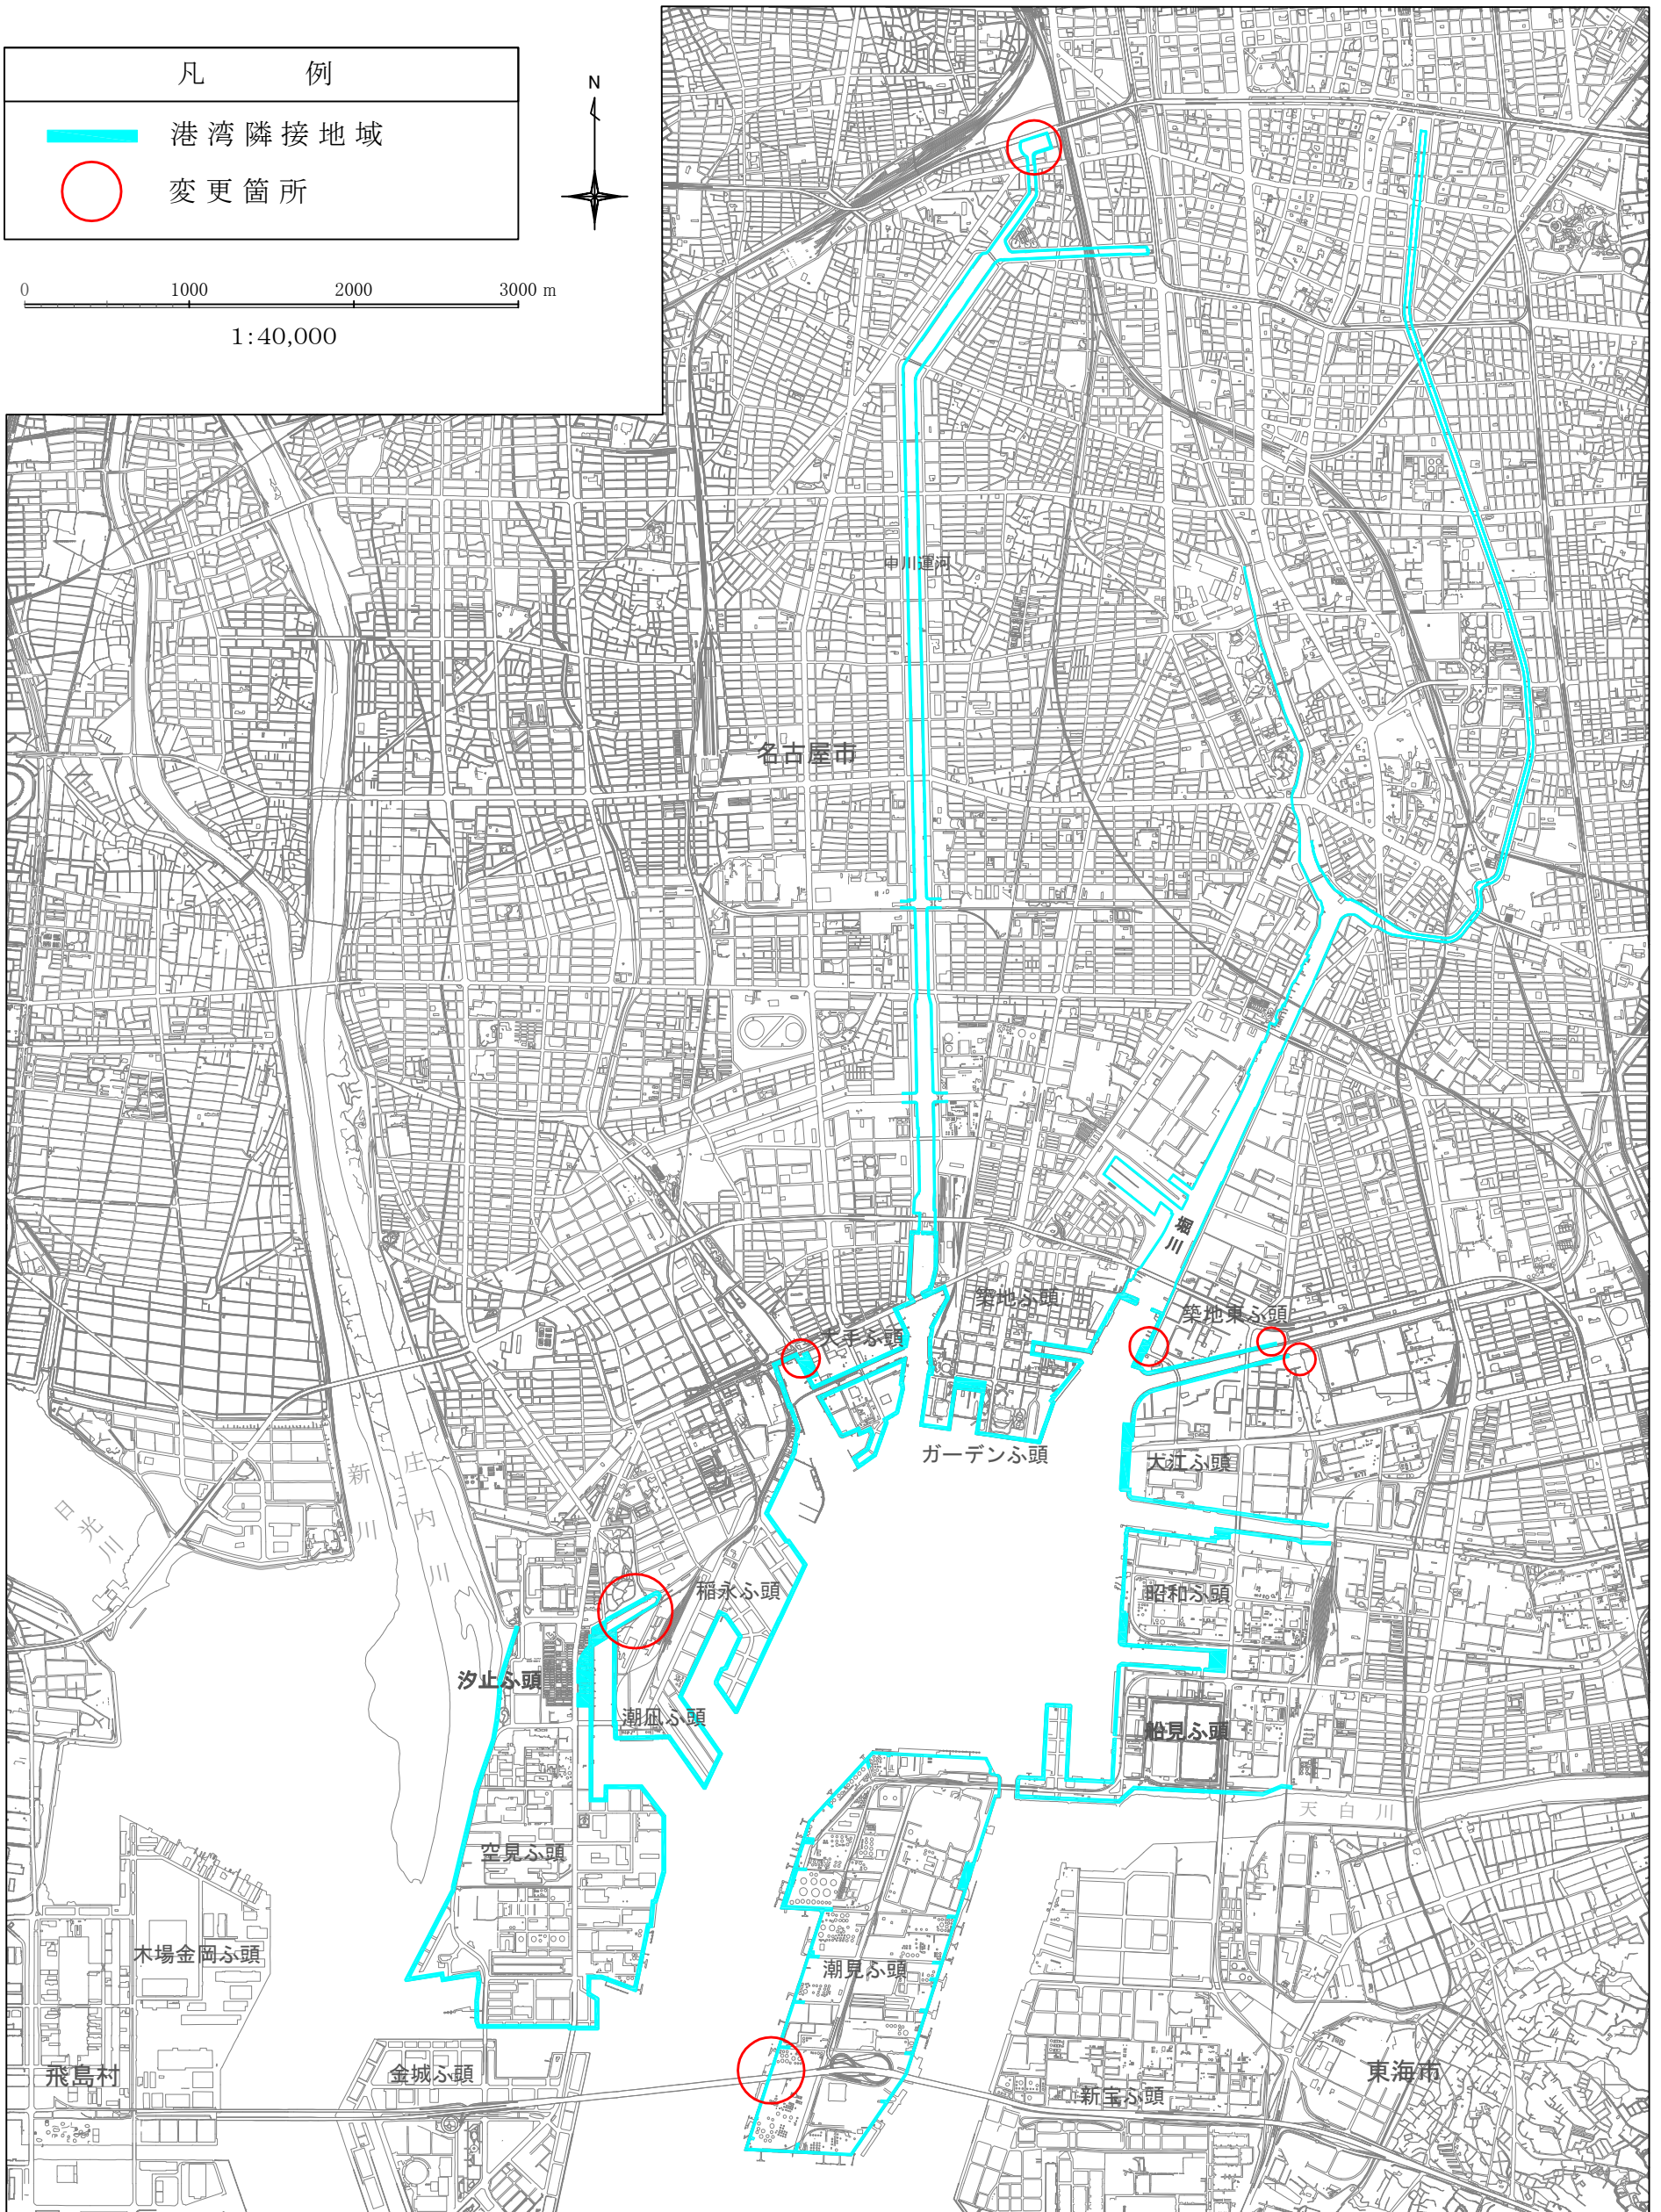 凡例
港湾隣接地域
変更箇所
N
0 1000 2000 3000 m
1:40,000
中川運河
名古屋市
堀川
築地ふ頭
築地東ふ頭
大手ふ頭
ガーデンふ頭
大江ふ頭
新川
庄内川
日光川
稲永ふ頭
昭和ふ頭
汐止ふ頭
潮凪ふ頭
船見ふ頭
天白川
空見ふ頭
木場金岡ふ頭
潮見ふ頭
飛島村
金城ふ頭
新宝ふ頭
東海市